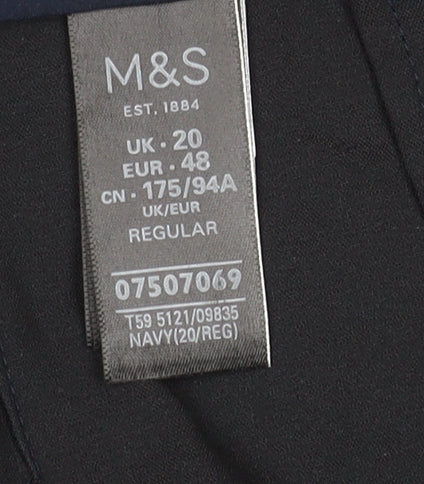 M&S
EST. 1884
UK · 20
EUR · 48
CN · 175/94A
UK/EUR
REGULAR
07507069
T59 5121/09835
NAVY(20/REG)